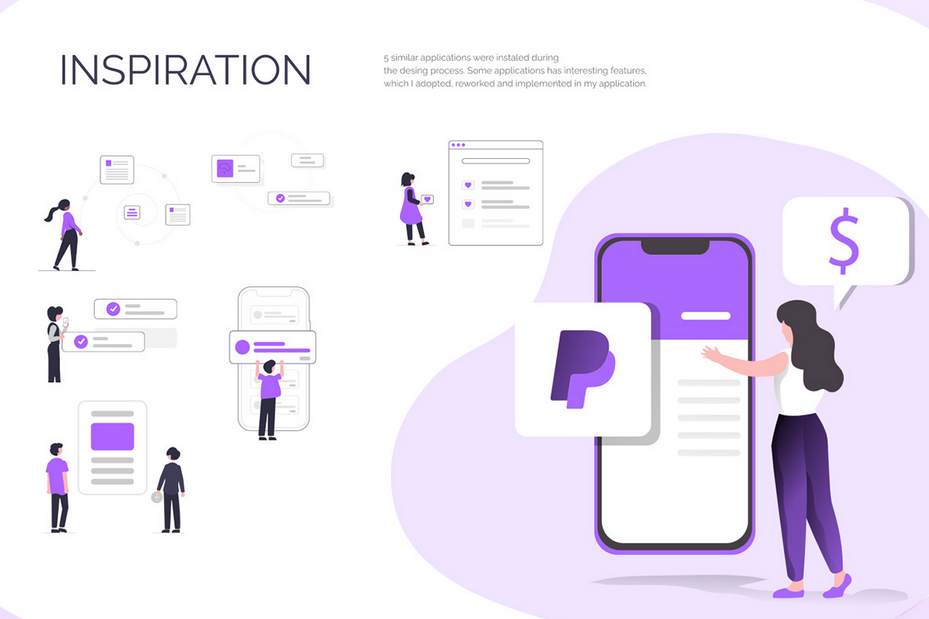 INSPIRATION
5 similar applications were instaled during
the desing process. Some applications has interesting features,
which I adopted, reworked and implemented in my application.
$